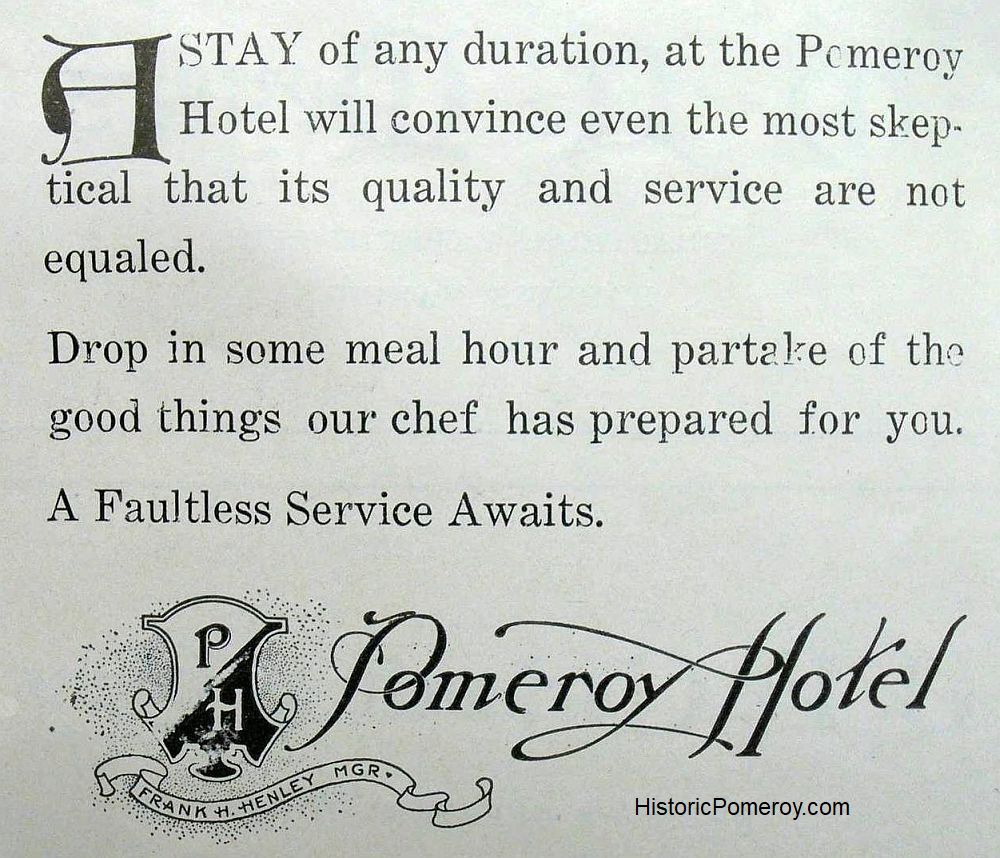 A STAY of any duration, at the Pomeroy
Hotel will convince even the most skep-
tical that its quality and service are not
equaled.
Drop in some meal hour and partake of the
good things our chef has prepared for you.
A Faultless Service Awaits.
P
H
Pomeroy Hotel
FRANK H. HENLEY MGR.
HistoricPomeroy.com